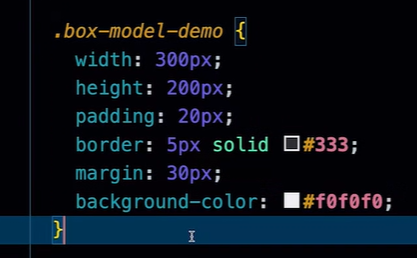 .box-model-demo {
  width: 300px;
  height: 200px;
  padding: 20px;
  border: 5px solid #333;
  margin: 30px;
  background-color: #f0f0f0;
}